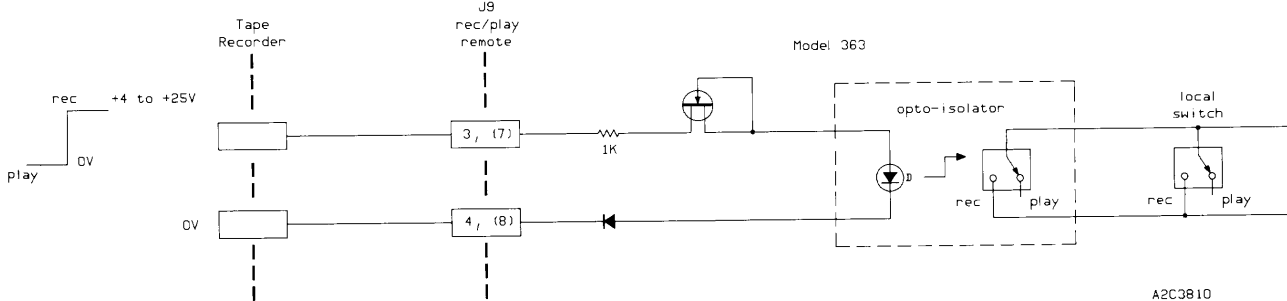 Tape
Recorder
J9
rec/play
remote
Model 363
rec +4 to +25V
play 0V
3, (7)
1K
opto-isolator
D
rec play
local
switch
rec play
0V
4, (8)
A2C3810